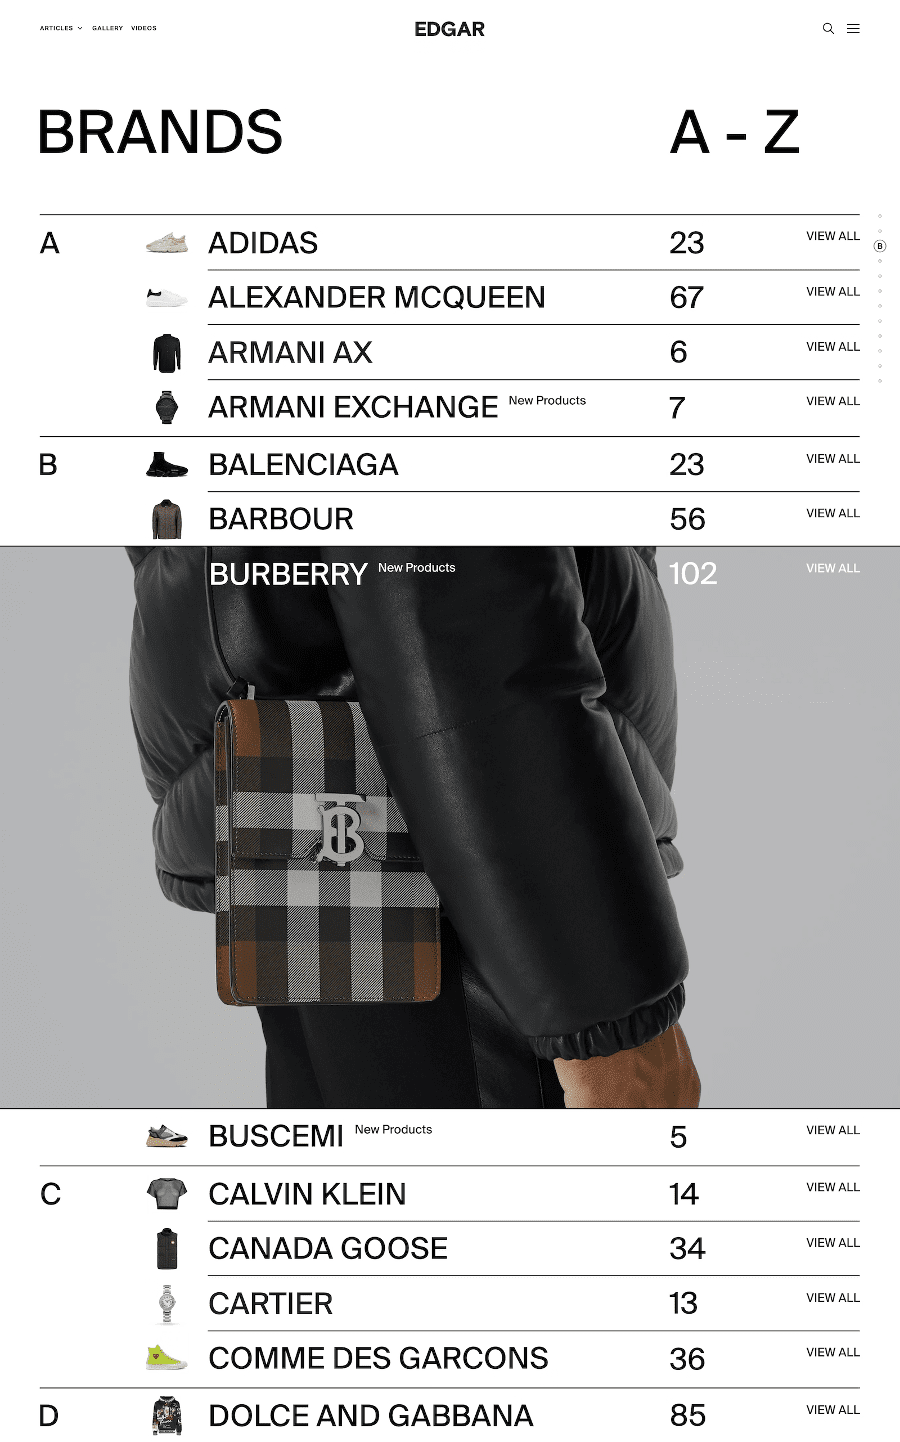 ARTICLES GALLERY VIDEOS EDGAR
BRANDS A - Z
A ADIDAS 23 VIEW ALL
B
ALEXANDER MCQUEEN 67 VIEW ALL
ARMANI AX 6 VIEW ALL
ARMANI EXCHANGE New Products 7 VIEW ALL
B BALENCIAGA 23 VIEW ALL
BARBOUR 56 VIEW ALL
BURBERRY New Products 102 VIEW ALL
BUSCEMI New Products 5 VIEW ALL
C CALVIN KLEIN 14 VIEW ALL
CANADA GOOSE 34 VIEW ALL
CARTIER 13 VIEW ALL
COMME DES GARCONS 36 VIEW ALL
D DOLCE AND GABBANA 85 VIEW ALL